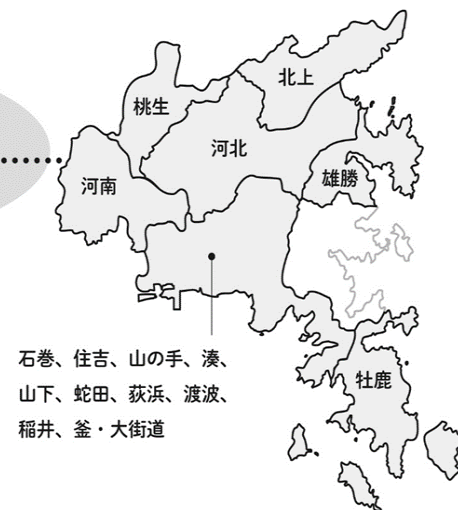 北上
桃生
河北
雄勝
河南
石巻、住吉、山の手、湊、
山下、蛇田、荻浜、渡波、
稲井、釜・大街道
牡鹿